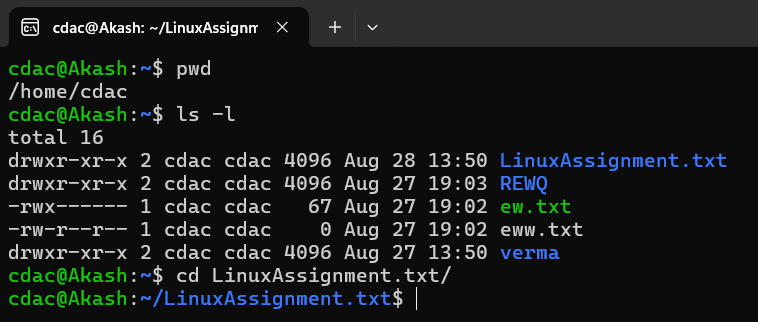 cdac@Akash: ~/LinuxAssignm
cdac@Akash:~$ pwd
/home/cdac
cdac@Akash:~$ ls -l
total 16
drwxr-xr-x 2 cdac cdac 4096 Aug 28 13:50 LinuxAssignment.txt
drwxr-xr-x 2 cdac cdac 4096 Aug 27 19:03 REWQ
-rwx------ 1 cdac cdac   67 Aug 27 19:02 ew.txt
-rw-r--r-- 1 cdac cdac    0 Aug 27 19:02 eww.txt
drwxr-xr-x 2 cdac cdac 4096 Aug 27 13:50 verma
cdac@Akash:~$ cd LinuxAssignment.txt/
cdac@Akash:~/LinuxAssignment.txt$